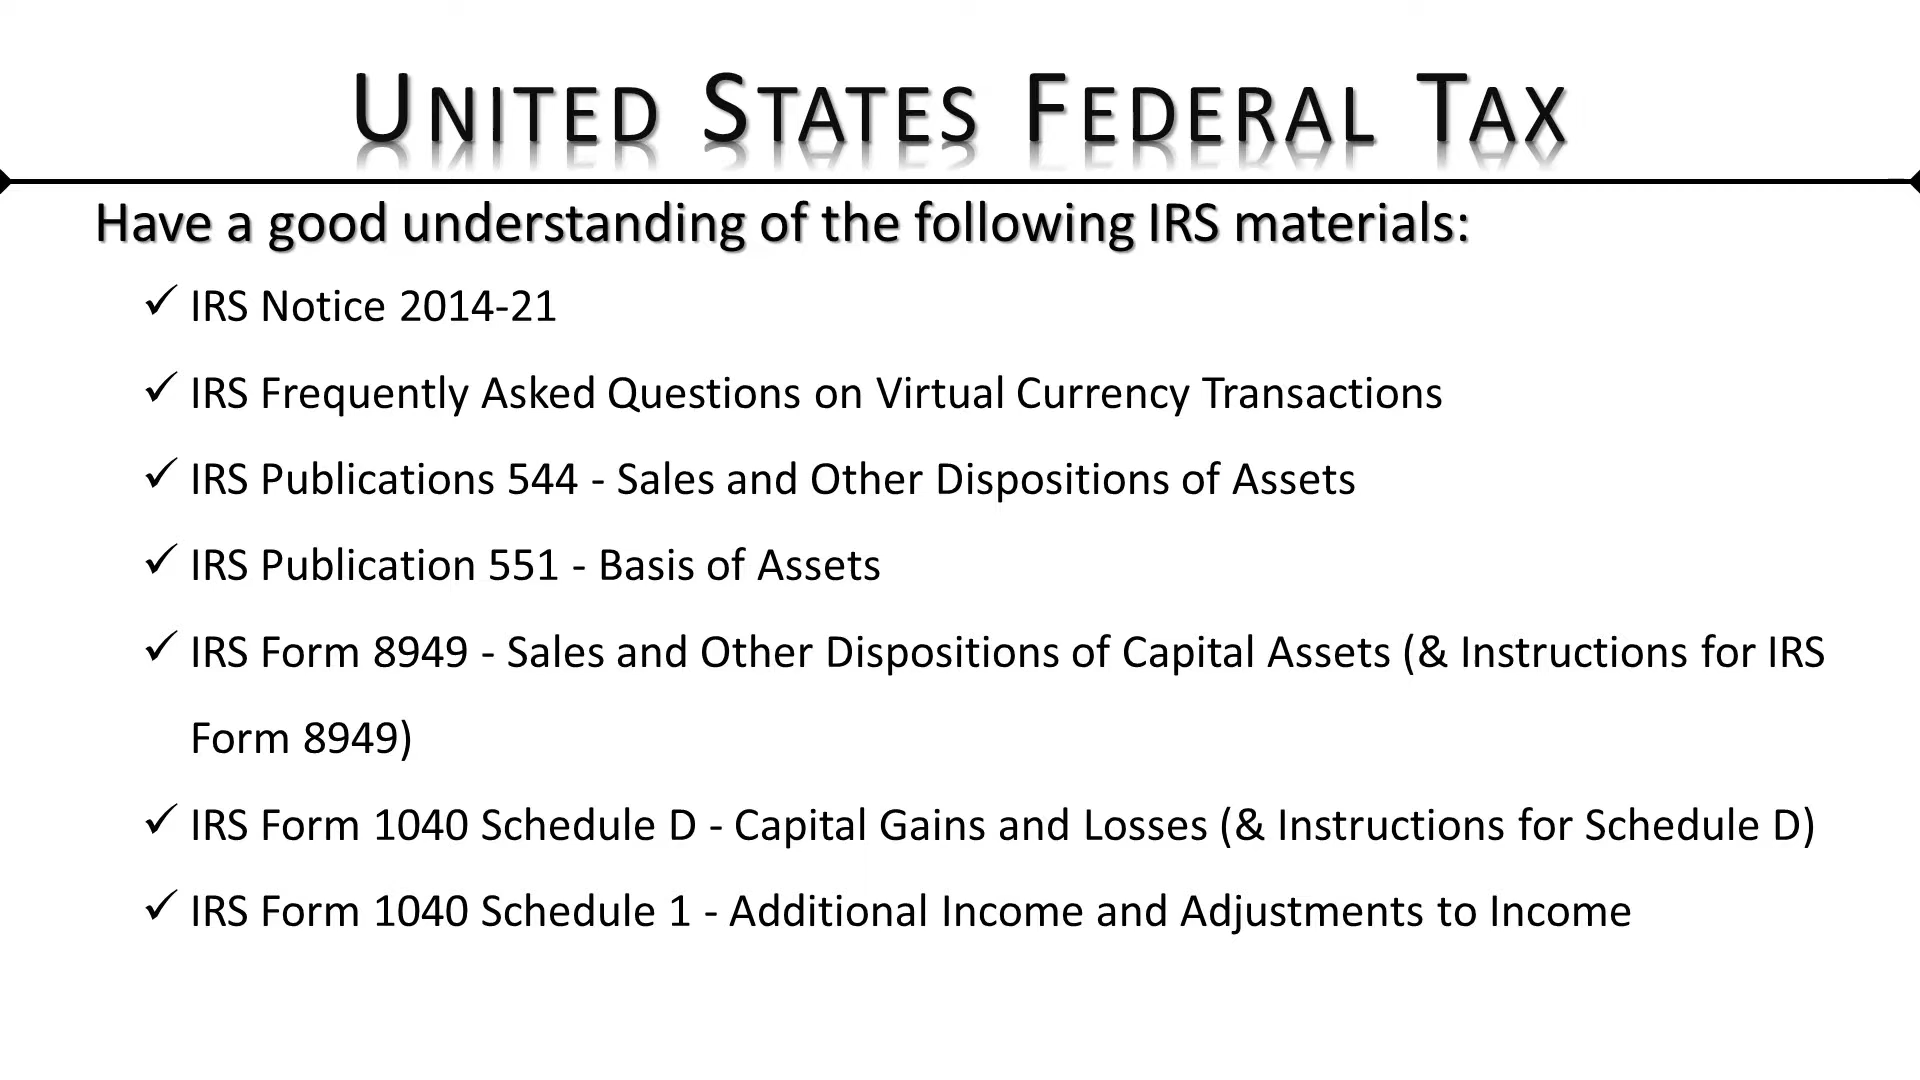 United States Federal Tax
Have a good understanding of the following IRS materials:
✓ IRS Notice 2014-21
✓ IRS Frequently Asked Questions on Virtual Currency Transactions
✓ IRS Publications 544 - Sales and Other Dispositions of Assets
✓ IRS Publication 551 - Basis of Assets
✓ IRS Form 8949 - Sales and Other Dispositions of Capital Assets (& Instructions for IRS
Form 8949)
✓ IRS Form 1040 Schedule D - Capital Gains and Losses (& Instructions for Schedule D)
✓ IRS Form 1040 Schedule 1 - Additional Income and Adjustments to Income